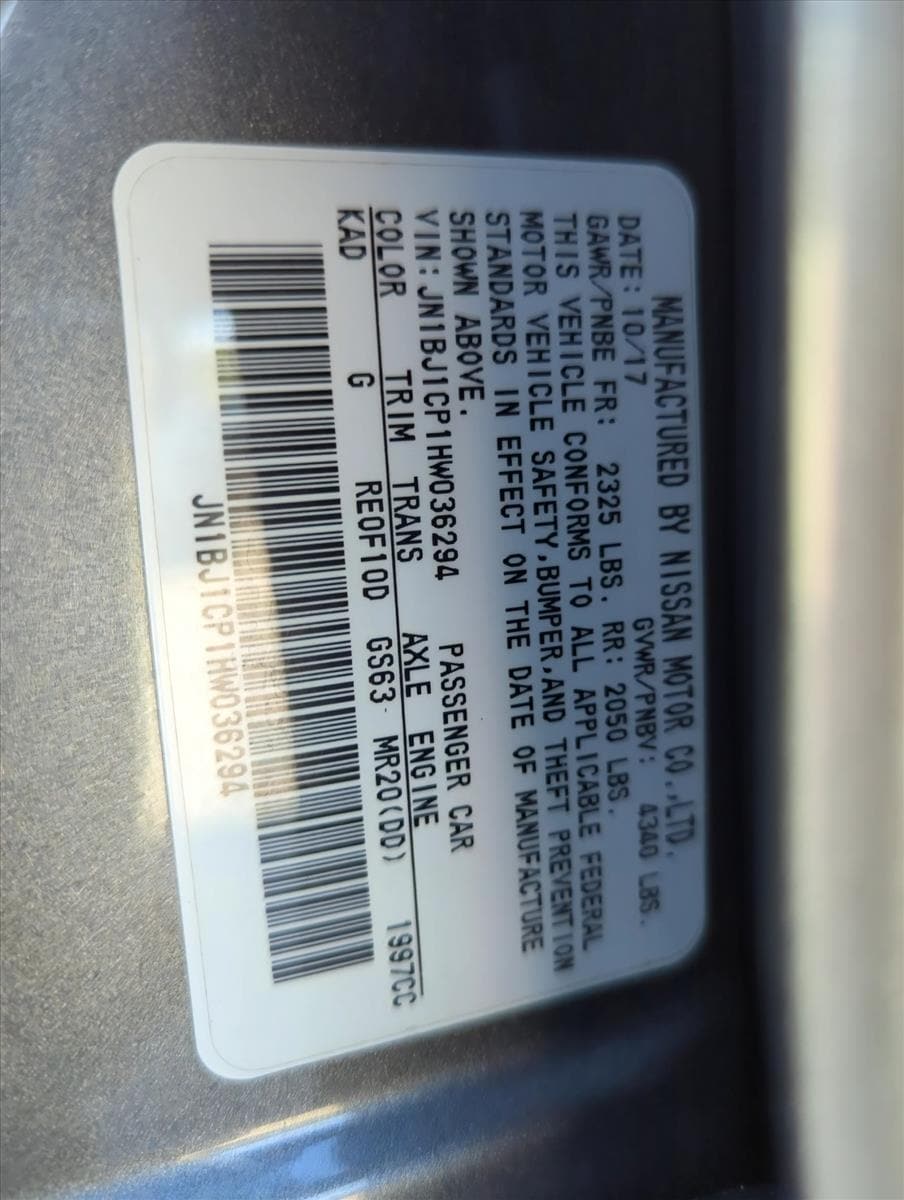 MANUFACTURED BY NISSAN MOTOR CO.,LTD.
DATE: 10/17 GVWR/PNBV: 4340 LBS.
GAWR/PNBE FR: 2325 LBS. RR: 2050 LBS.
THIS VEHICLE CONFORMS TO ALL APPLICABLE FEDERAL
MOTOR VEHICLE SAFETY,BUMPER,AND THEFT PREVENTION
STANDARDS IN EFFECT ON THE DATE OF MANUFACTURE
SHOWN ABOVE.
VIN:JN1BJ1CP1HW036294 PASSENGER CAR
COLOR TRIM TRANS AXLE ENGINE
KAD G RE0F10D GS63- MR20(DD) 1997CC
JN1BJ1CP1HW036294